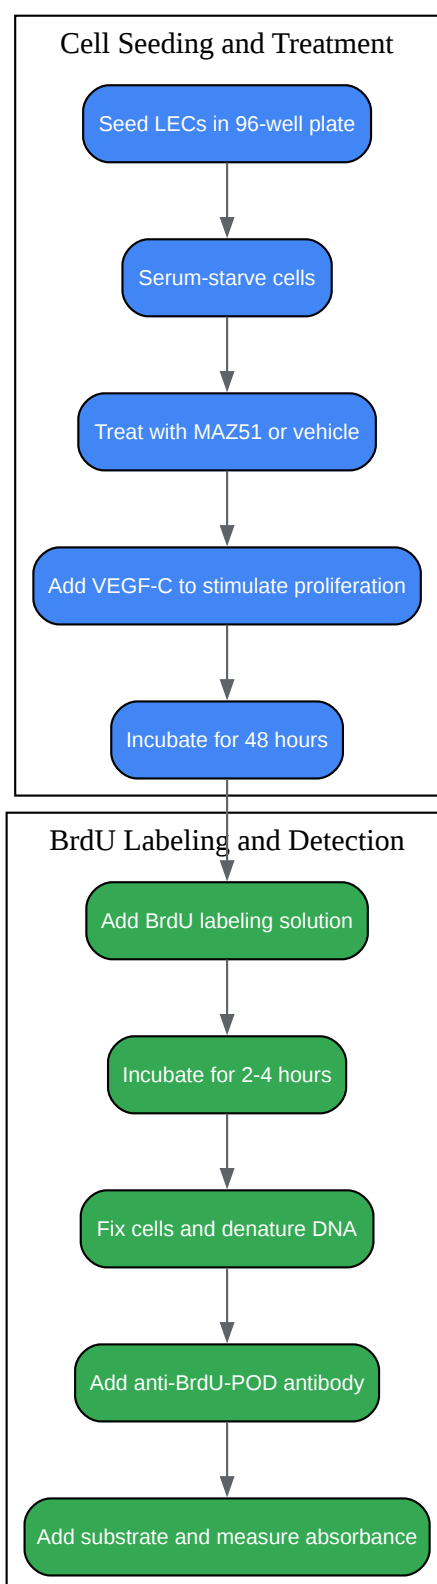 Cell Seeding and Treatment
Seed LECs in 96-well plate
Serum-starve cells
Treat with MAZ51 or vehicle
Add VEGF-C to stimulate proliferation
Incubate for 48 hours
BrdU Labeling and Detection
Add BrdU labeling solution
Incubate for 2-4 hours
Fix cells and denature DNA
Add anti-BrdU-POD antibody
Add substrate and measure absorbance